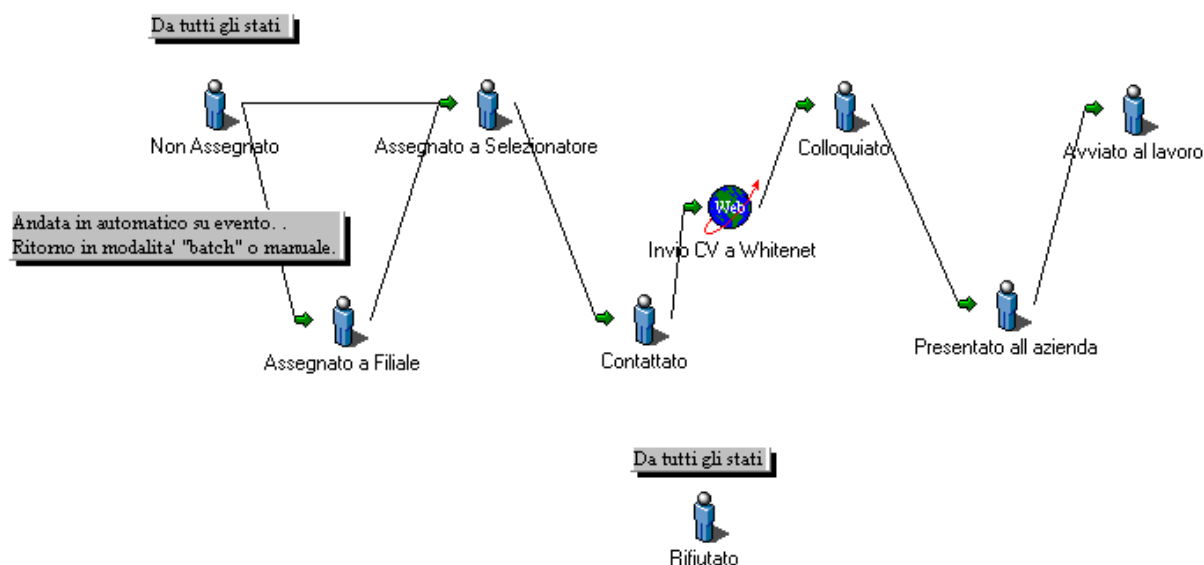 Da tutti gli stati
Non Assegnato
Assegnato a Selezionatore
Colloquiato
Avviato al lavoro
Andata in automatico su evento. .
Ritorno in modalita' "batch" o manuale.
Web
Invio CV a Whitenet
Assegnato a Filiale
Contattato
Presentato all azienda
Da tutti gli stati
Rifiutato